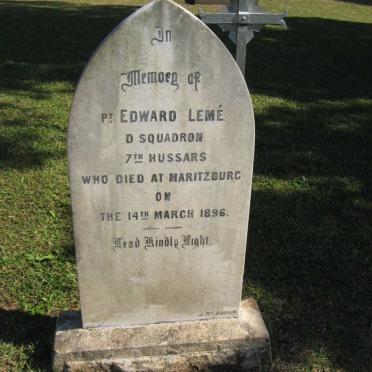 In
Memory of
PT EDWARD LEMÉ
D SQUADRON
7TH HUSSARS
WHO DIED AT MARITZBURG
ON
THE 14TH MARCH 1896.
Lead Kindly Light.